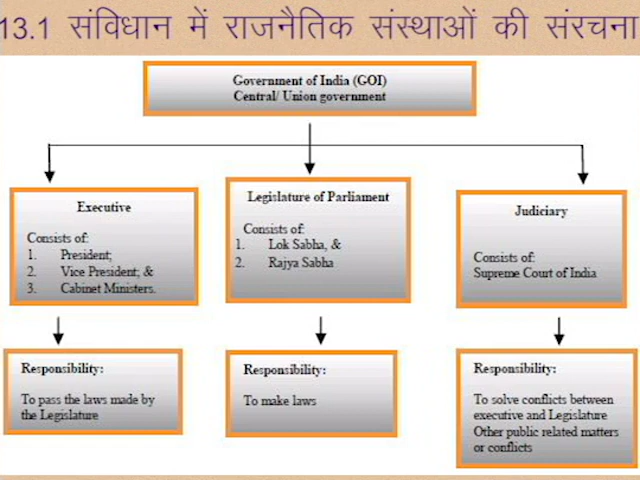 13.1 संविधान में राजनैतिक संस्थाओं की संरचना
Government of India (GOI)
Central/ Union government
Executive
Consists of:
1. President;
2. Vice President; &
3. Cabinet Ministers.
Legislature of Parliament
Consists of:
1. Lok Sabha, &
2. Rajya Sabha
Judiciary
Consists of:
Supreme Court of India
Responsibility:
To pass the laws made by
the Legislature
Responsibility:
To make laws
Responsibility:
To solve conflicts between
executive and Legislature
Other public related matters
or conflicts